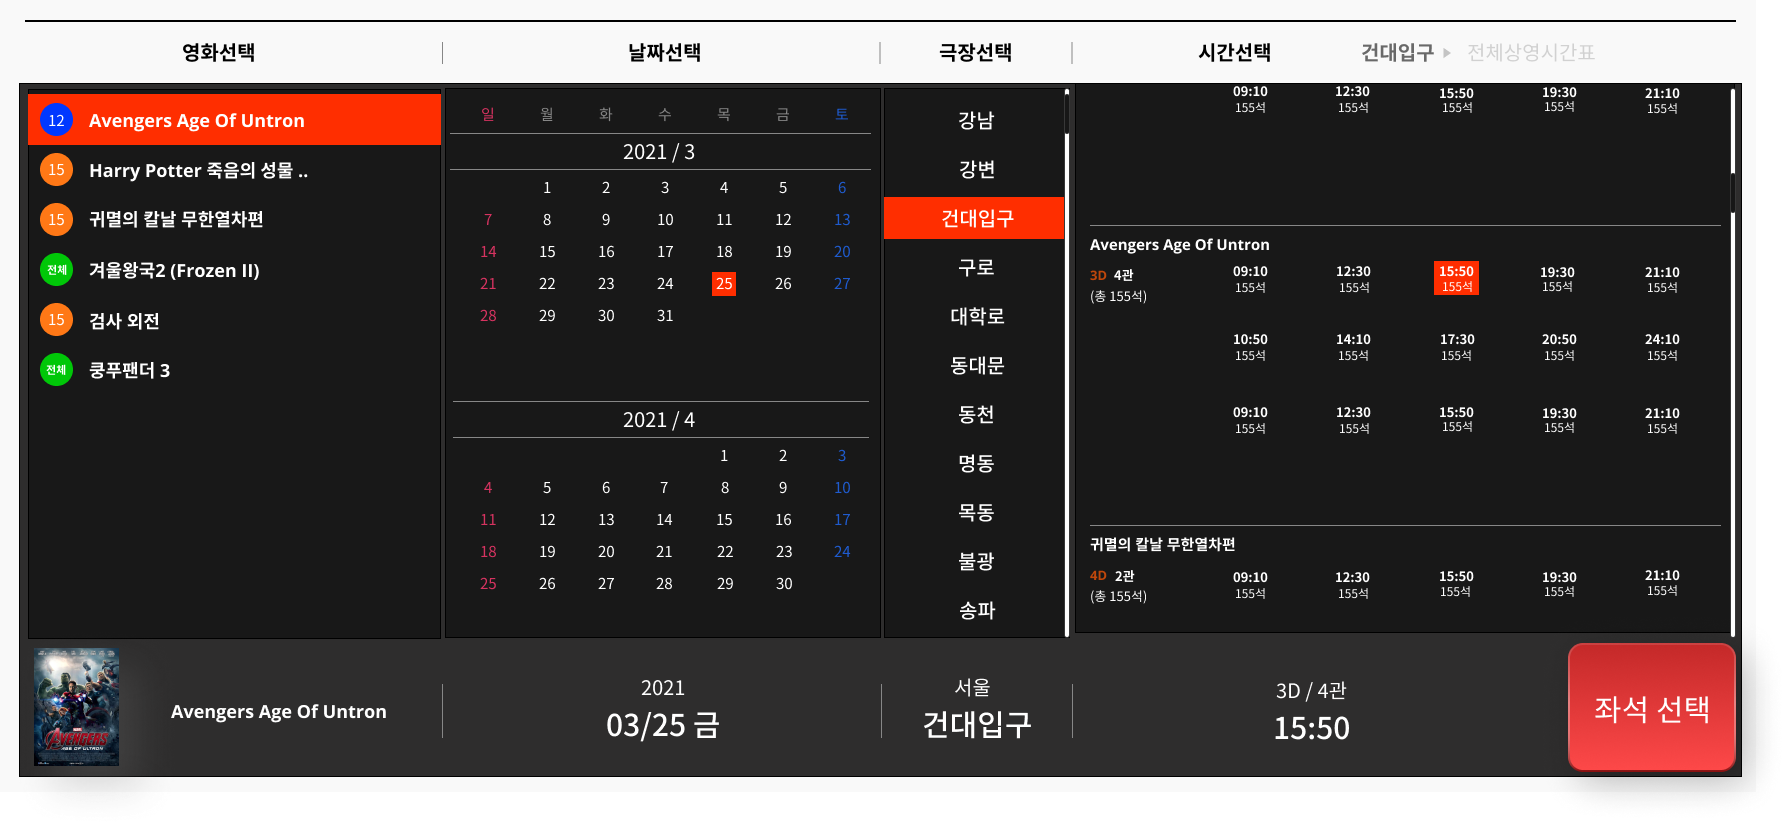 영화선택
날짜선택
극장선택
시간선택
건대입구 ▶ 전체상영시간표
12 Avengers Age Of Untron
15 Harry Potter 죽음의 성물 ..
15 귀멸의 칼날 무한열차편
전체 겨울왕국2 (Frozen II)
15 검사 외전
전체 쿵푸팬더 3
일 월 화 수 목 금 토
2021 / 3
1 2 3 4 5 6
7 8 9 10 11 12 13
14 15 16 17 18 19 20
21 22 23 24 25 26 27
28 29 30 31
2021 / 4
1 2 3
4 5 6 7 8 9 10
11 12 13 14 15 16 17
18 19 20 21 22 23 24
25 26 27 28 29 30
강남
강변
건대입구
구로
대학로
동대문
동천
명동
목동
불광
송파
09:10 12:30 15:50 19:30 21:10
155석 155석 155석 155석 155석
Avengers Age Of Untron
3D 4관 09:10 12:30 15:50 19:30 21:10
(총 155석) 155석 155석 155석 155석 155석
10:50 14:10 17:30 20:50 24:10
155석 155석 155석 155석 155석
09:10 12:30 15:50 19:30 21:10
155석 155석 155석 155석 155석
귀멸의 칼날 무한열차편
4D 2관 09:10 12:30 15:50 19:30 21:10
(총 155석) 155석 155석 155석 155석 155석
MARVEL
AVENGERS
AGE OF ULTRON
Avengers Age Of Untron
2021
03/25 금
서울
건대입구
3D / 4관
15:50
좌석 선택